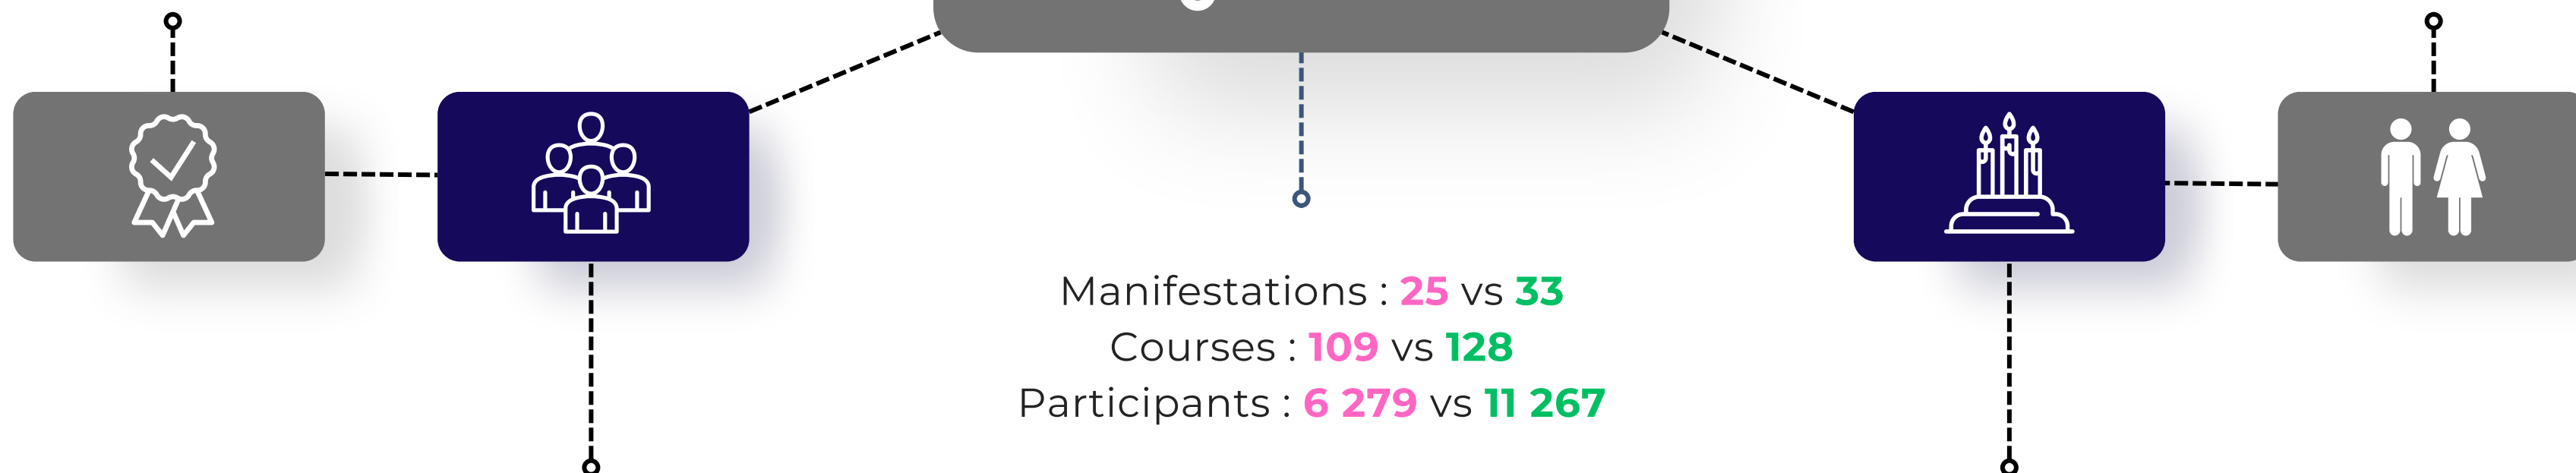 Manifestations : 25 vs 33
Courses : 109 vs 128
Participants : 6 279 vs 11 267